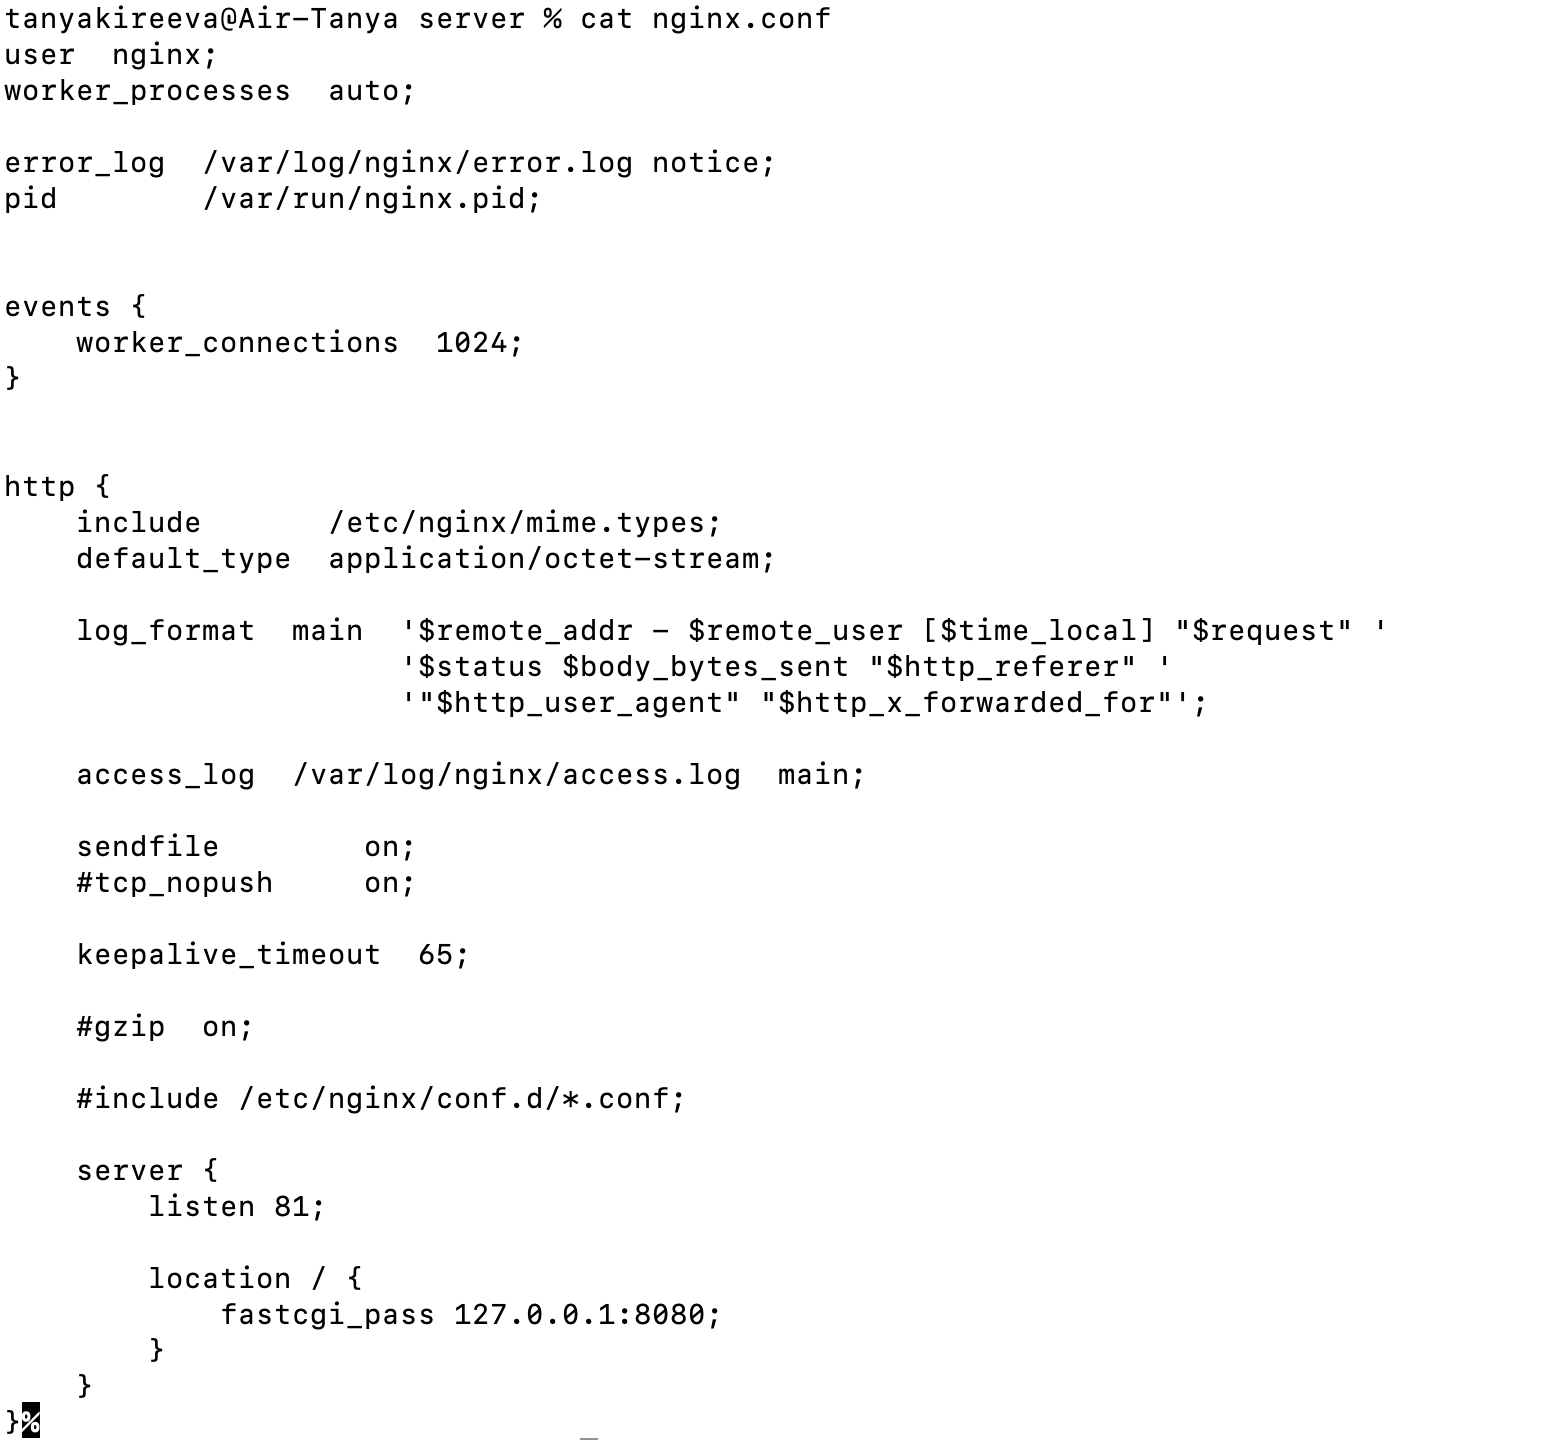 tanyakireeva@Air-Tanya server % cat nginx.conf
user  nginx;
worker_processes  auto;

error_log  /var/log/nginx/error.log notice;
pid        /var/run/nginx.pid;


events {
    worker_connections  1024;
}


http {
    include       /etc/nginx/mime.types;
    default_type  application/octet-stream;

    log_format  main  '$remote_addr - $remote_user [$time_local] "$request" '
                      '$status $body_bytes_sent "$http_referer" '
                      '"$http_user_agent" "$http_x_forwarded_for"';

    access_log  /var/log/nginx/access.log  main;

    sendfile        on;
    #tcp_nopush     on;

    keepalive_timeout  65;

    #gzip  on;

    #include /etc/nginx/conf.d/*.conf;

    server {
        listen 81;

        location / {
            fastcgi_pass 127.0.0.1:8080;
        }
    }
}%